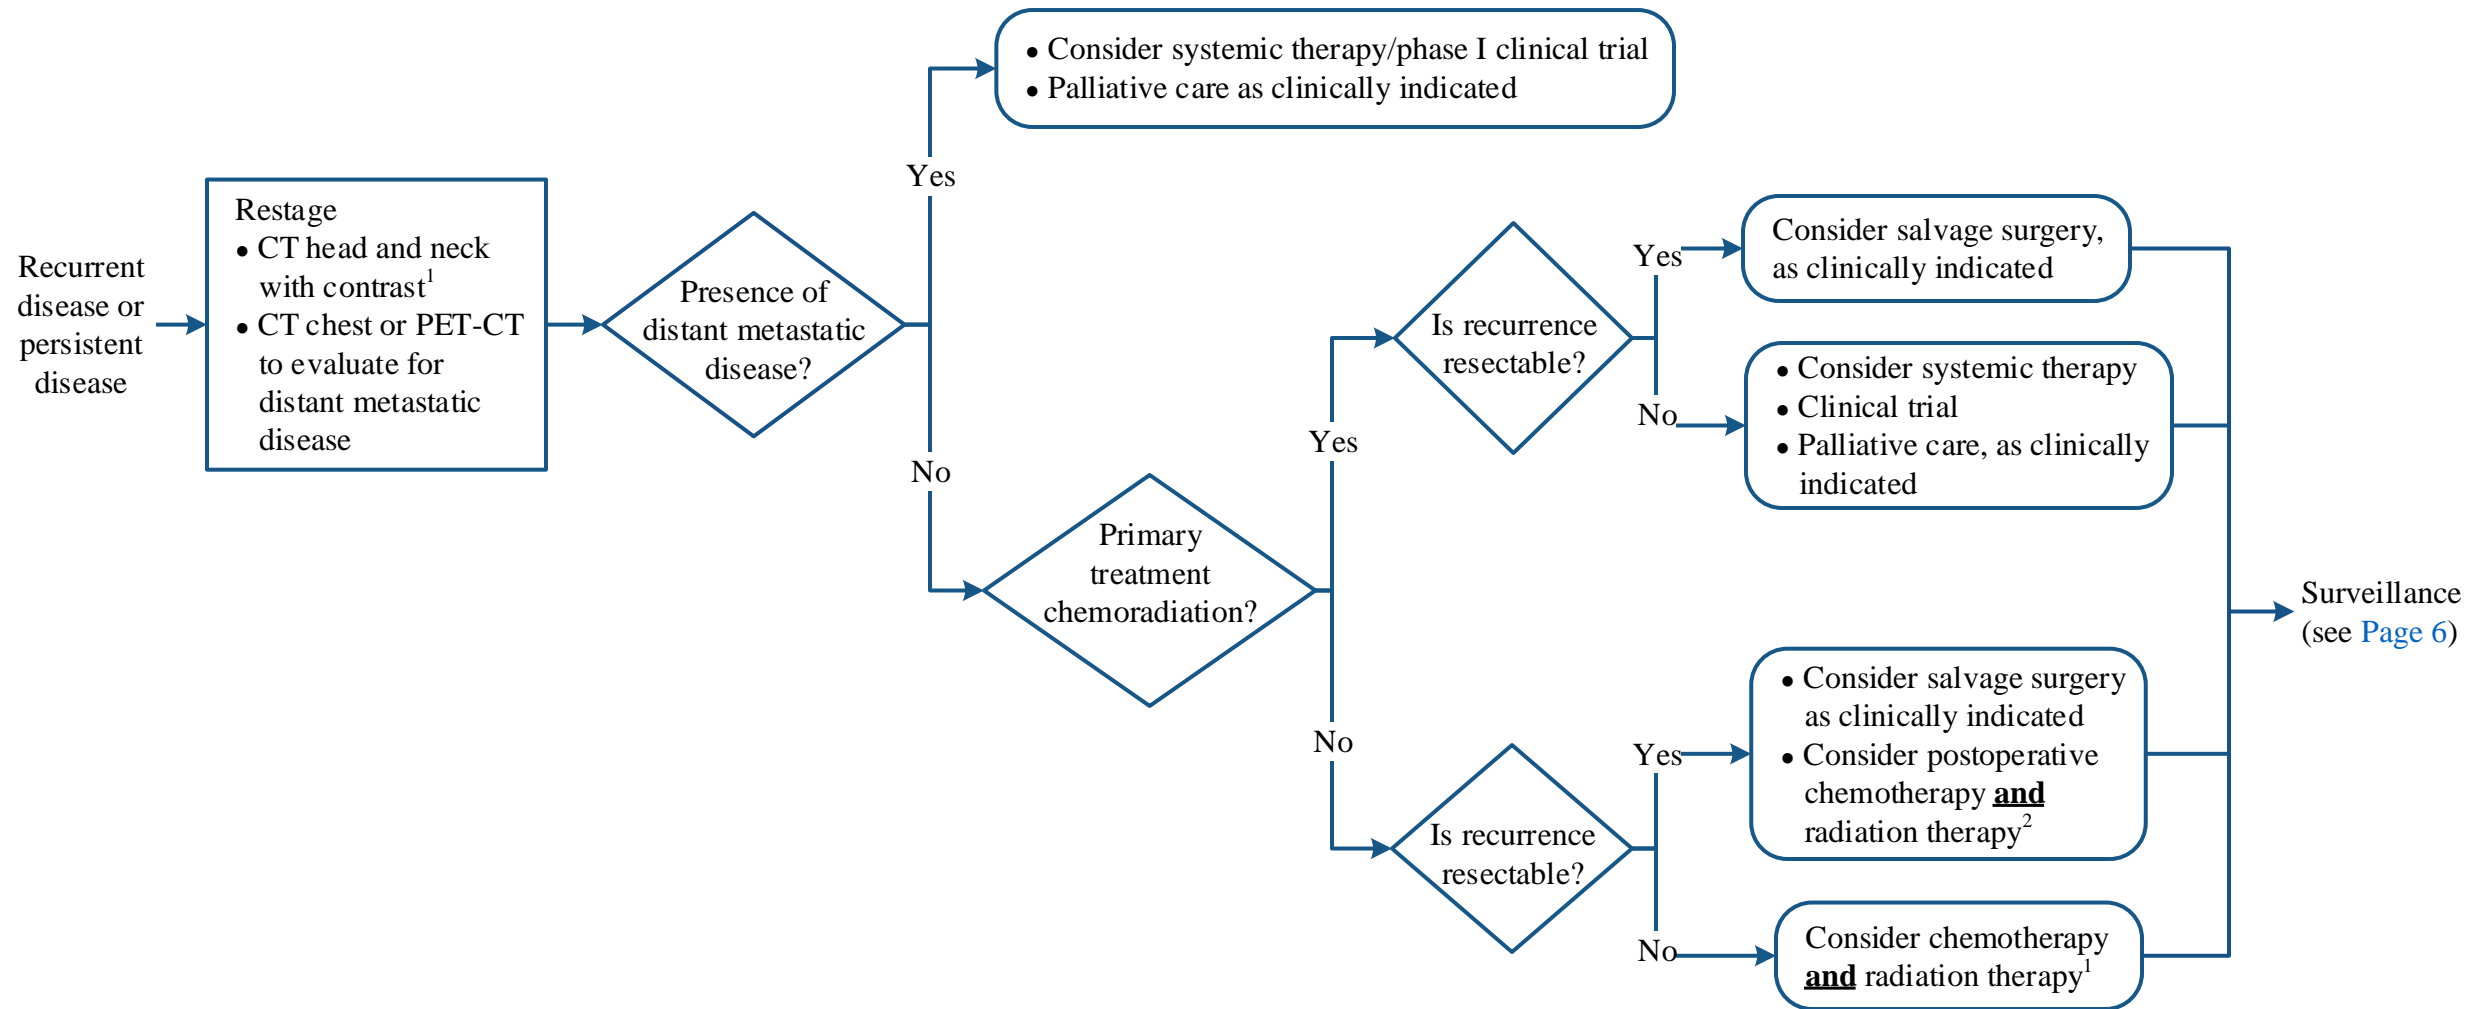 Recurrent
disease or
persistent
disease
Restage
• CT head and neck
with contrast1
• CT chest or PET-CT
to evaluate for
distant metastatic
disease
Presence of
distant metastatic
disease?
Yes
• Consider systemic therapy/phase I clinical trial
• Palliative care as clinically indicated
No
Primary
treatment
chemoradiation?
Yes
Is recurrence
resectable?
Yes
Consider salvage surgery,
as clinically indicated
No
• Consider systemic therapy
• Clinical trial
• Palliative care, as clinically
indicated
No
Is recurrence
resectable?
Yes
• Consider salvage surgery
as clinically indicated
• Consider postoperative
chemotherapy and
radiation therapy2
No
Consider chemotherapy
and radiation therapy1
Surveillance
(see Page 6)